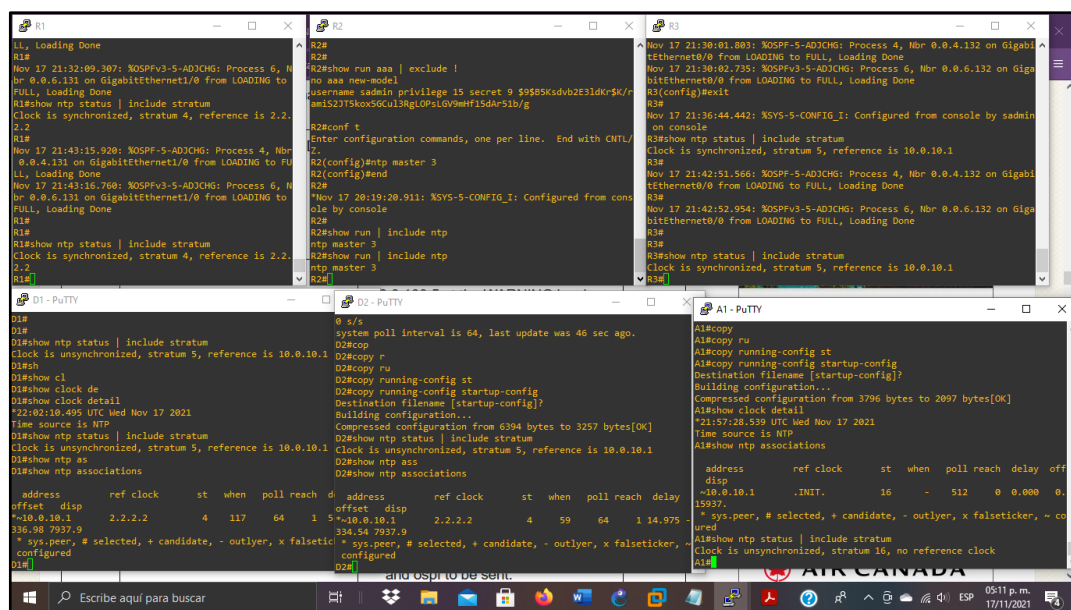 R1
LL, Loading Done
R1#
Nov 17 21:32:09.307: %OSPFv3-5-ADJCHG: Process 6, N
br 0.0.6.131 on GigabitEthernet1/0 from LOADING to
FULL, Loading Done
R1#show ntp status | include stratum
Clock is synchronized, stratum 4, reference is 2.2.
2.2
R1#
Nov 17 21:43:15.920: %OSPF-5-ADJCHG: Process 4, Nbr
0.0.4.131 on GigabitEthernet1/0 from LOADING to FU
LL, Loading Done
Nov 17 21:43:16.760: %OSPFv3-5-ADJCHG: Process 6, N
br 0.0.6.131 on GigabitEthernet1/0 from LOADING to
FULL, Loading Done
R1#
R1#
R1#show ntp status | include stratum
Clock is synchronized, stratum 4, reference is 2.2.
2.2
R1#
R2
R2#
R2#
R2#show run aaa | exclude !
no aaa new-model
username sadmin privilege 15 secret 9 $9$B5Ksdvb2E3ldKr$K/r
amiS2JT5kox5GCul3RgLOPsLGV9mHf15dAr51b/g
R2#conf t
Enter configuration commands, one per line.  End with CNTL/
Z.
R2(config)#ntp master 3
R2(config)#end
R2#
*Nov 17 20:19:20.911: %SYS-5-CONFIG_I: Configured from cons
ole by console
R2#
R2#show run | include ntp
ntp master 3
R2#show run | include ntp
ntp master 3
R2#
R3
Nov 17 21:30:01.803: %OSPF-5-ADJCHG: Process 4, Nbr 0.0.4.132 on Gigabi
tEthernet0/0 from LOADING to FULL, Loading Done
Nov 17 21:30:02.735: %OSPFv3-5-ADJCHG: Process 6, Nbr 0.0.6.132 on Giga
bitEthernet0/0 from LOADING to FULL, Loading Done
R3(config)#exit
R3#
Nov 17 21:36:44.442: %SYS-5-CONFIG_I: Configured from console by sadmin
on console
R3#show ntp status | include stratum
Clock is synchronized, stratum 5, reference is 10.0.10.1
R3#
Nov 17 21:42:51.566: %OSPF-5-ADJCHG: Process 4, Nbr 0.0.4.132 on Gigabi
tEthernet0/0 from LOADING to FULL, Loading Done
R3#
Nov 17 21:42:52.954: %OSPFv3-5-ADJCHG: Process 6, Nbr 0.0.6.132 on Giga
bitEthernet0/0 from LOADING to FULL, Loading Done
R3#
R3#
R3#show ntp status | include stratum
Clock is synchronized, stratum 5, reference is 10.0.10.1
R3#
D1 - PuTTY
D1#
D1#
D1#show ntp status | include stratum
Clock is unsynchronized, stratum 5, reference is 10.0.10.1
D1#sh
D1#show cl
D1#show clock de
D1#show clock detail
*22:02:10.495 UTC Wed Nov 17 2021
Time source is NTP
D1#show ntp status | include stratum
Clock is unsynchronized, stratum 5, reference is 10.0.10.1
D1#show ntp as
D1#show ntp associations
address         ref clock       st   when   poll reach  d
offset   disp
*~10.0.10.1       2.2.2.2          4    117     64     1  5
336.98 7937.9
* sys.peer, # selected, + candidate, - outlyer, x falsetic
configured
D1#
D2 - PuTTY
0 s/s
system poll interval is 64, last update was 46 sec ago.
D2#cop
D2#copy r
D2#copy ru
D2#copy running-config st
D2#copy running-config startup-config
Destination filename [startup-config]?
Building configuration...
Compressed configuration from 6394 bytes to 3257 bytes[OK]
D2#show ntp status | include stratum
Clock is unsynchronized, stratum 5, reference is 10.0.10.1
D2#show ntp ass
D2#show ntp associations
address         ref clock       st   when   poll reach  delay
offset   disp
*~10.0.10.1       2.2.2.2          4     59     64     1 14.975 -
334.54 7937.9
* sys.peer, # selected, + candidate, - outlyer, x falseticker, ~
configured
D2#
A1 - PuTTY
A1#copy
A1#copy ru
A1#copy running-config st
A1#copy running-config startup-config
Destination filename [startup-config]?
Building configuration...
Compressed configuration from 3796 bytes to 2097 bytes[OK]
A1#show clock detail
*21:57:28.539 UTC Wed Nov 17 2021
Time source is NTP
A1#show ntp associations
address         ref clock       st   when   poll reach  delay  off
disp
~10.0.10.1       .INIT.          16      -    512     0  0.000   0.
15937.
* sys.peer, # selected, + candidate, - outlyer, x falseticker, ~ co
ured
A1#show ntp status | include stratum
Clock is unsynchronized, stratum 16, no reference clock
A1#
and ospf to be sent.
AIR CANADA
Escribe aquí para buscar
ESP
05:11 p. m.
17/11/2021